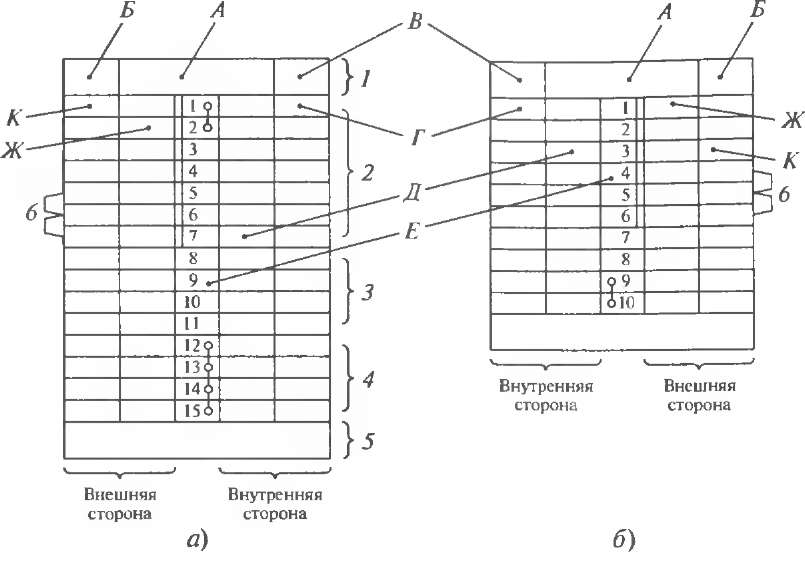 Б А В А Б
1
К 1 Г 1 Ж
Ж 2 2
3 2 3 К
4 4
6 5 Д 5 6
6 6
7 Е 7
8 8
9 3 9
10 10
11
12
13 4
14
15
5
Внутренняя Внешняя
сторона сторона
Внешняя Внутренняя
сторона сторона
а) б)